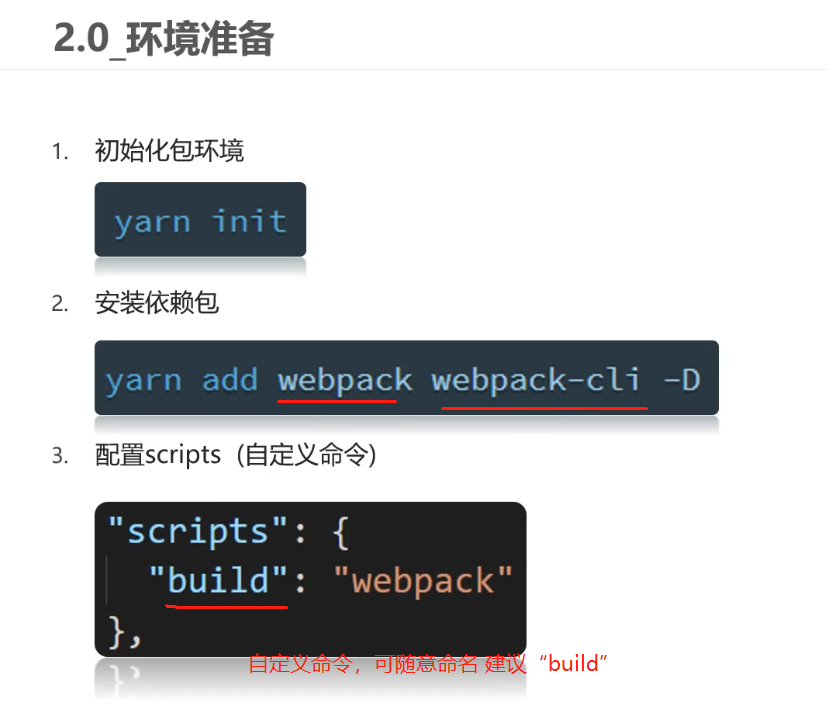 2.0_环境准备
1. 初始化包环境
yarn init
2. 安装依赖包
yarn add webpack webpack-cli -D
3. 配置scripts (自定义命令)
"scripts": {
"build": "webpack"
},
自定义命令，可随意命名 建议“build”